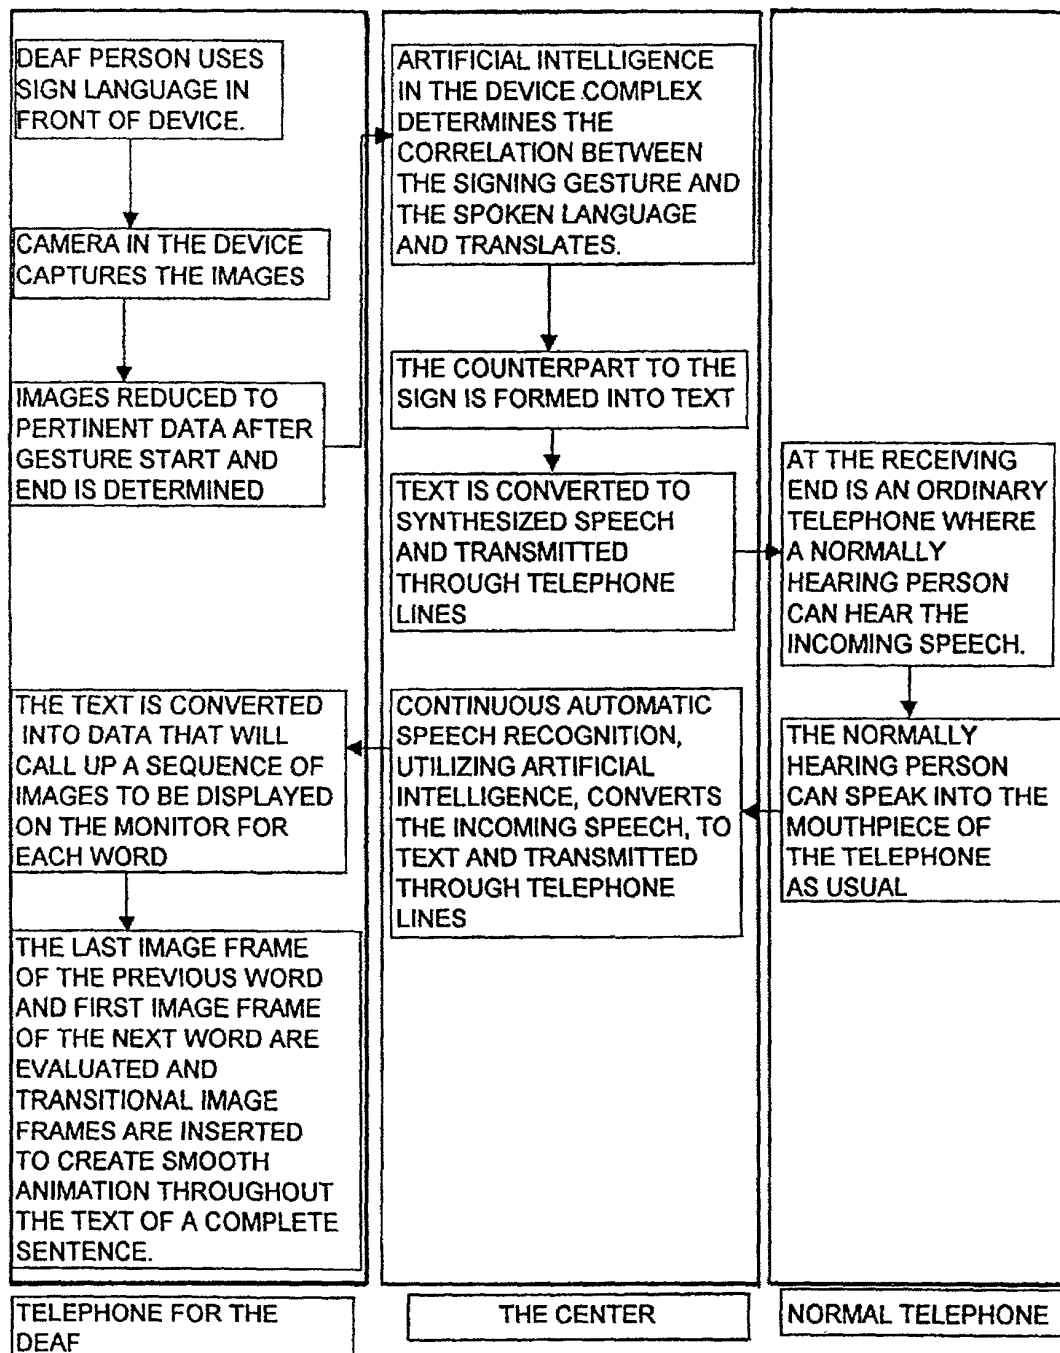 DEAF PERSON USES
SIGN LANGUAGE IN
FRONT OF DEVICE.
CAMERA IN THE DEVICE
CAPTURES THE IMAGES
IMAGES REDUCED TO
PERTINENT DATA AFTER
GESTURE START AND
END IS DETERMINED
ARTIFICIAL INTELLIGENCE
IN THE DEVICE COMPLEX
DETERMINES THE
CORRELATION BETWEEN
THE SIGNING GESTURE AND
THE SPOKEN LANGUAGE
AND TRANSLATES.
THE COUNTERPART TO THE
SIGN IS FORMED INTO TEXT
TEXT IS CONVERTED TO
SYNTHESIZED SPEECH
AND TRANSMITTED
THROUGH TELEPHONE
LINES
AT THE RECEIVING
END IS AN ORDINARY
TELEPHONE WHERE
A NORMALLY
HEARING PERSON
CAN HEAR THE
INCOMING SPEECH.
THE NORMALLY
HEARING PERSON
CAN SPEAK INTO THE
MOUTHPIECE OF
THE TELEPHONE
AS USUAL
CONTINUOUS AUTOMATIC
SPEECH RECOGNITION,
UTILIZING ARTIFICIAL
INTELLIGENCE, CONVERTS
THE INCOMING SPEECH, TO
TEXT AND TRANSMITTED
THROUGH TELEPHONE
LINES
THE TEXT IS CONVERTED
INTO DATA THAT WILL
CALL UP A SEQUENCE OF
IMAGES TO BE DISPLAYED
ON THE MONITOR FOR
EACH WORD
THE LAST IMAGE FRAME
OF THE PREVIOUS WORD
AND FIRST IMAGE FRAME
OF THE NEXT WORD ARE
EVALUATED AND
TRANSITIONAL IMAGE
FRAMES ARE INSERTED
TO CREATE SMOOTH
ANIMATION THROUGHOUT
THE TEXT OF A COMPLETE
SENTENCE.
TELEPHONE FOR THE
DEAF
THE CENTER
NORMAL TELEPHONE